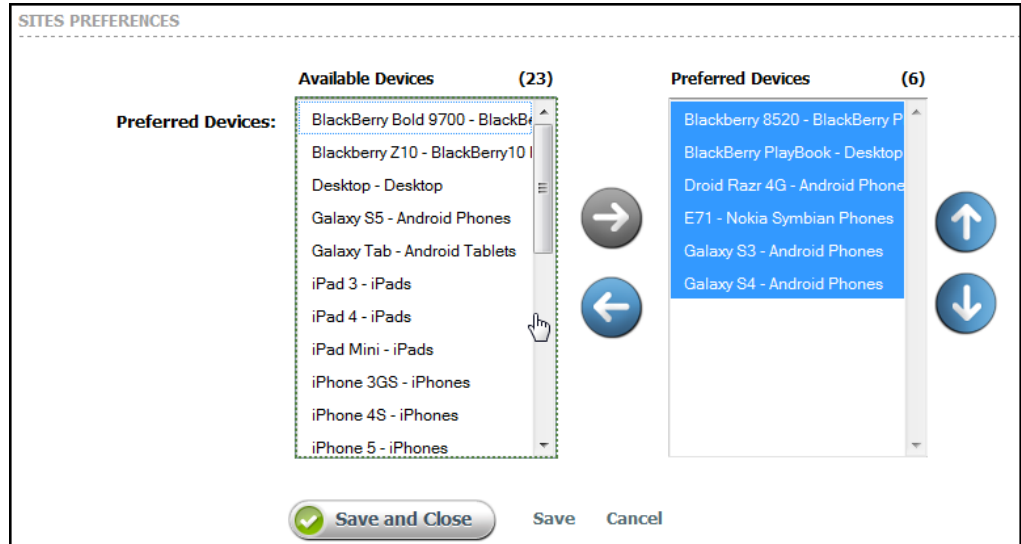 SITES PREFERENCES
Available Devices (23)
Preferred Devices (6)
Preferred Devices:
BlackBerry Bold 9700 - BlackBe
Blackberry Z10 - BlackBerry10
Desktop - Desktop
Galaxy S5 - Android Phones
Galaxy Tab - Android Tablets
iPad 3 - iPads
iPad 4 - iPads
iPad Mini - iPads
iPhone 3GS - iPhones
iPhone 4S - iPhones
iPhone 5 - iPhones
Blackberry 8520 - BlackBerry P
BlackBerry PlayBook - Desktop
Droid Razr 4G - Android Phone
E71 - Nokia Symbian Phones
Galaxy S3 - Android Phones
Galaxy S4 - Android Phones
Save and Close Save Cancel